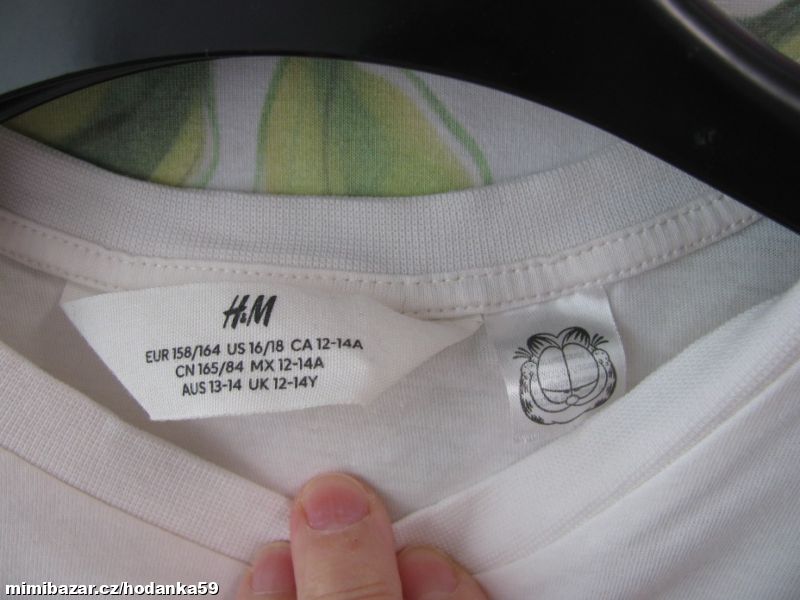 H&M
EUR 158/164 US 16/18 CA 12-14A
CN 165/84 MX 12-14A
AUS 13-14 UK 12-14Y
mimibazar.cz/hodanka59